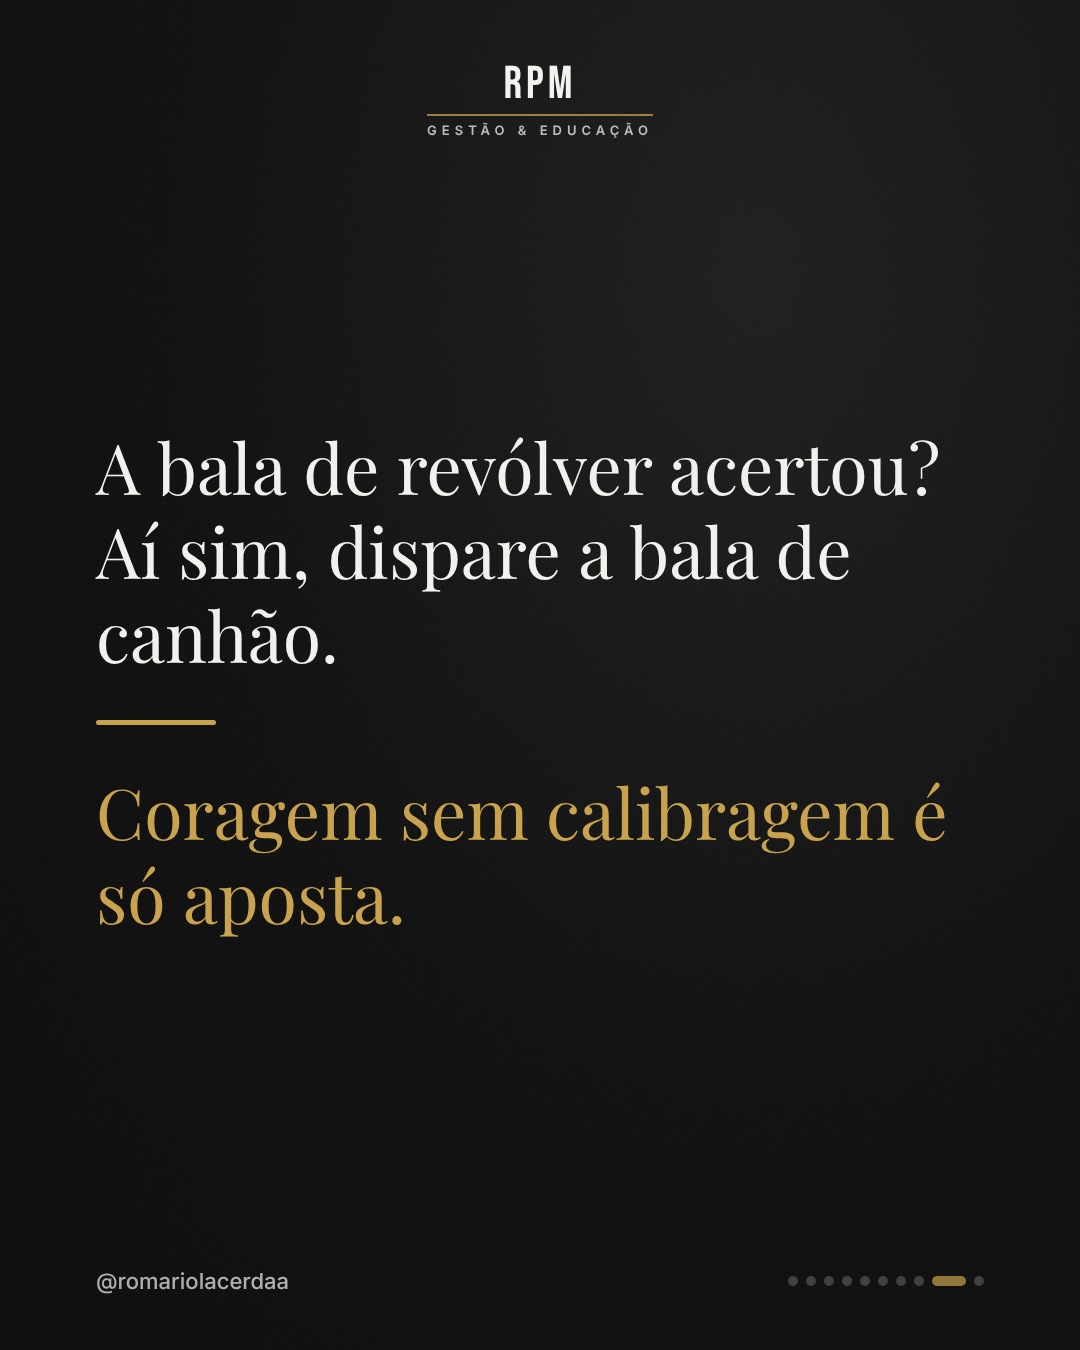 RPM
GESTÃO & EDUCAÇÃO
A bala de revólver acertou?
Aí sim, dispare a bala de
canhão.
Coragem sem calibragem é
só aposta.
@romariolacerdaa